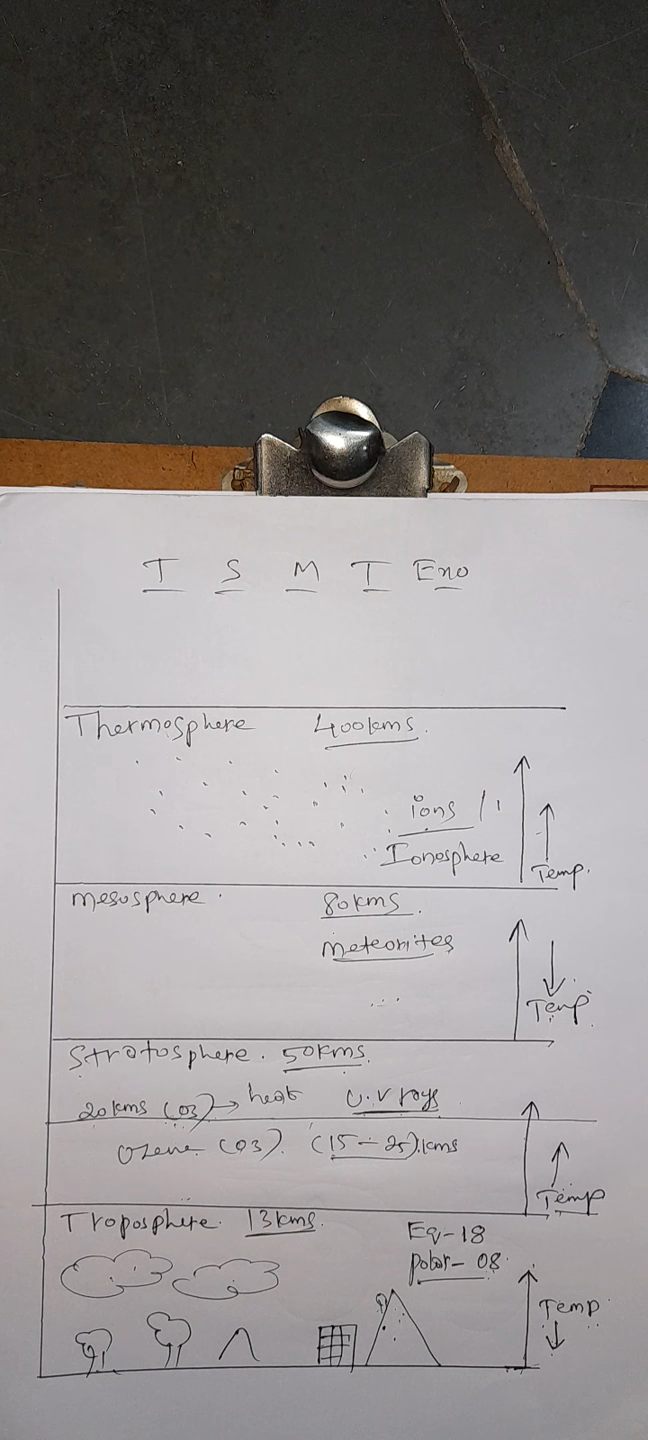 T S M T Exo
Thermosphere 400kms.
ions
Ionosphere
Temp.
mesosphere. 80kms.
meteorites
Temp.
Stratosphere. 50kms.
20kms (O3) → heat U.V rays
Ozone (O3). (15-25).kms
Temp
Troposphere. 13kms.
Eq-18
polar- 08.
Temp